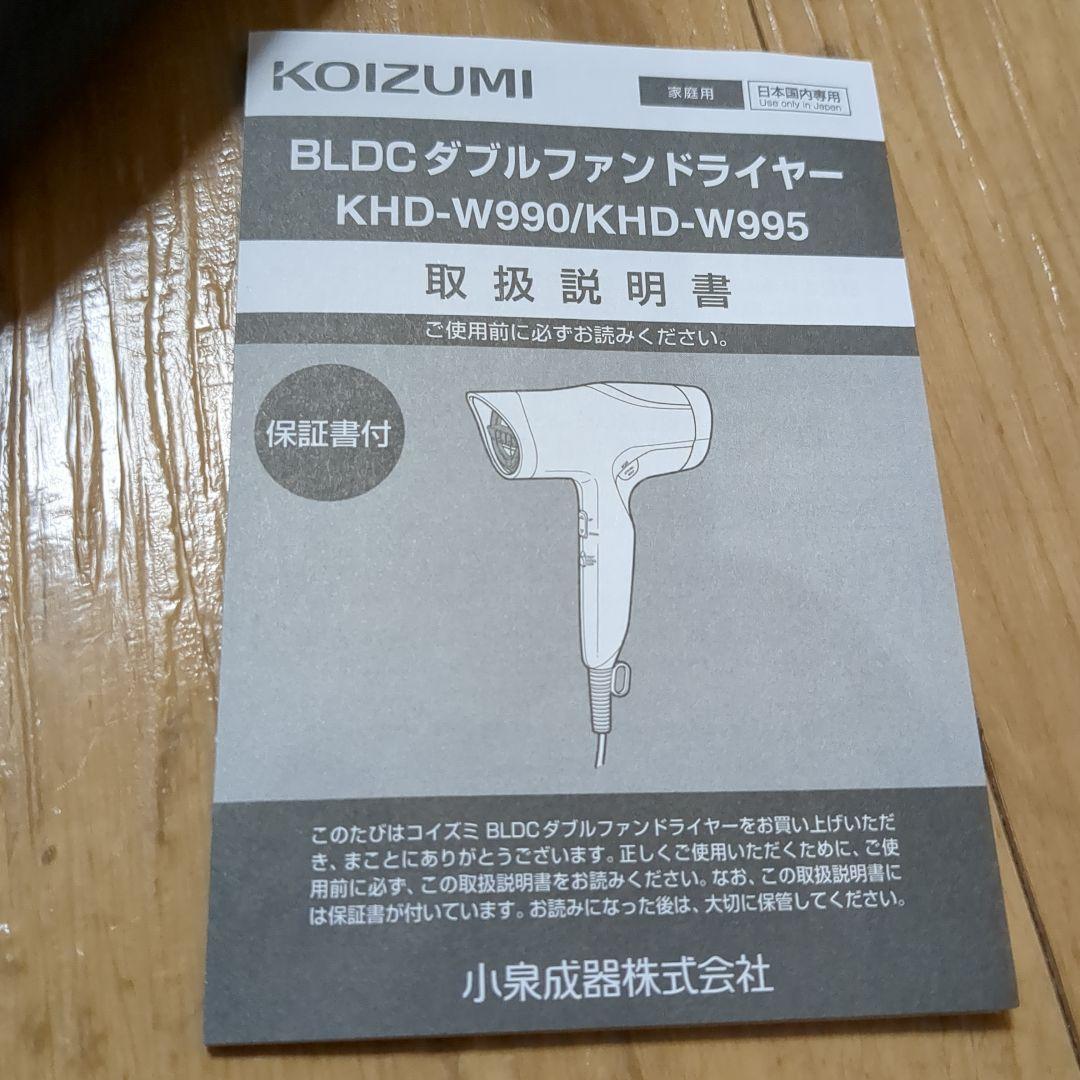 KOIZUMI
家庭用
日本国内専用
Use only in Japan
BLDCダブルファンドライヤー
KHD-W990/KHD-W995
取扱説明書
ご使用前に必ずお読みください。
保証書付
このたびはコイズミ BLDCダブルファンドライヤーをお買い上げいただ
き、まことにありがとうございます。正しくご使用いただくために、ご使
用前に必ず、この取扱説明書をお読みください。なお、この取扱説明書に
は保証書が付いています。お読みになった後は、大切に保管してください。
小泉成器株式会社